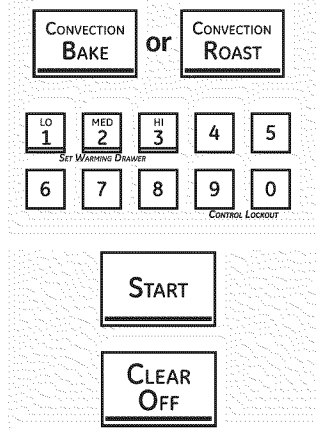 CONVECTION BAKE or CONVECTION ROAST
LO 1 MED 2 HI 3 4 5
SET WARMING DRAWER
6 7 8 9 0
CONTROL LOCKOUT
START
CLEAR
OFF